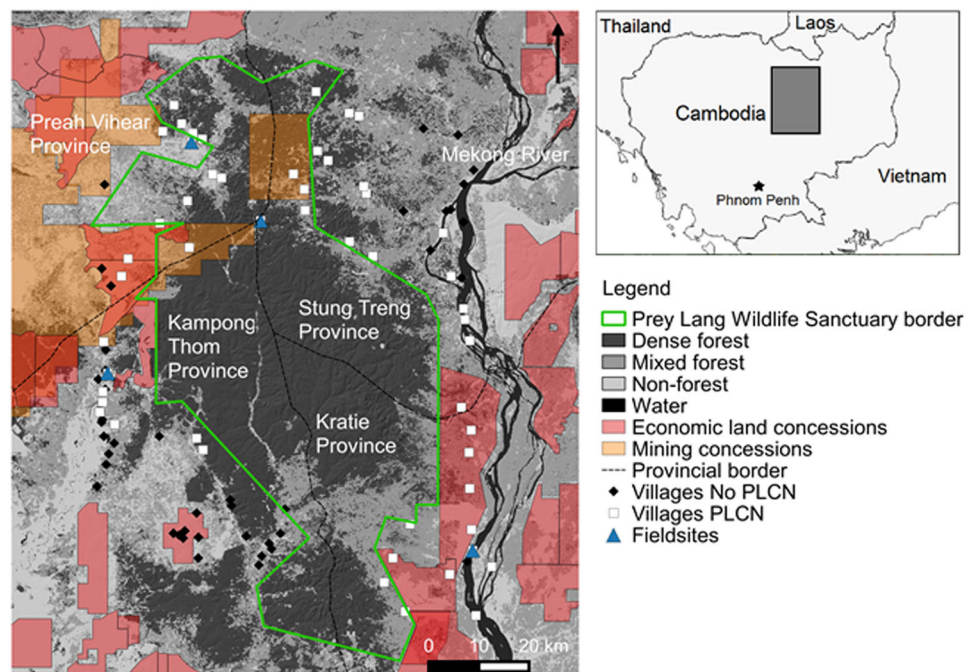 Preah Vihear
Province
Mekong River
Stung Treng
Province
Kampong
Thom
Province
Kratie
Province
0 10 20 km
Thailand
Laos
Cambodia
Vietnam
Phnom Penh
Legend
Prey Lang Wildlife Sanctuary border
Dense forest
Mixed forest
Non-forest
Water
Economic land concessions
Mining concessions
Provincial border
Villages No PLCN
Villages PLCN
Fieldsites